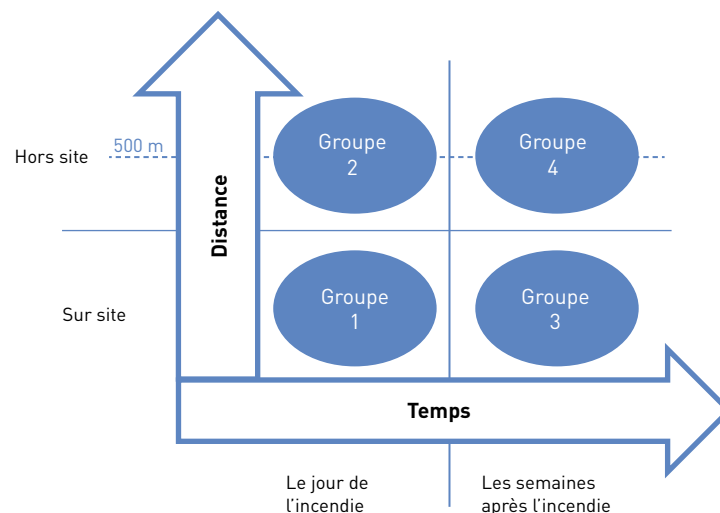 Hors site
500 m
Groupe
2
Groupe
4
Distance
Sur site
Groupe
1
Groupe
3
Temps
Le jour de
l'incendie
Les semaines
après l'incendie